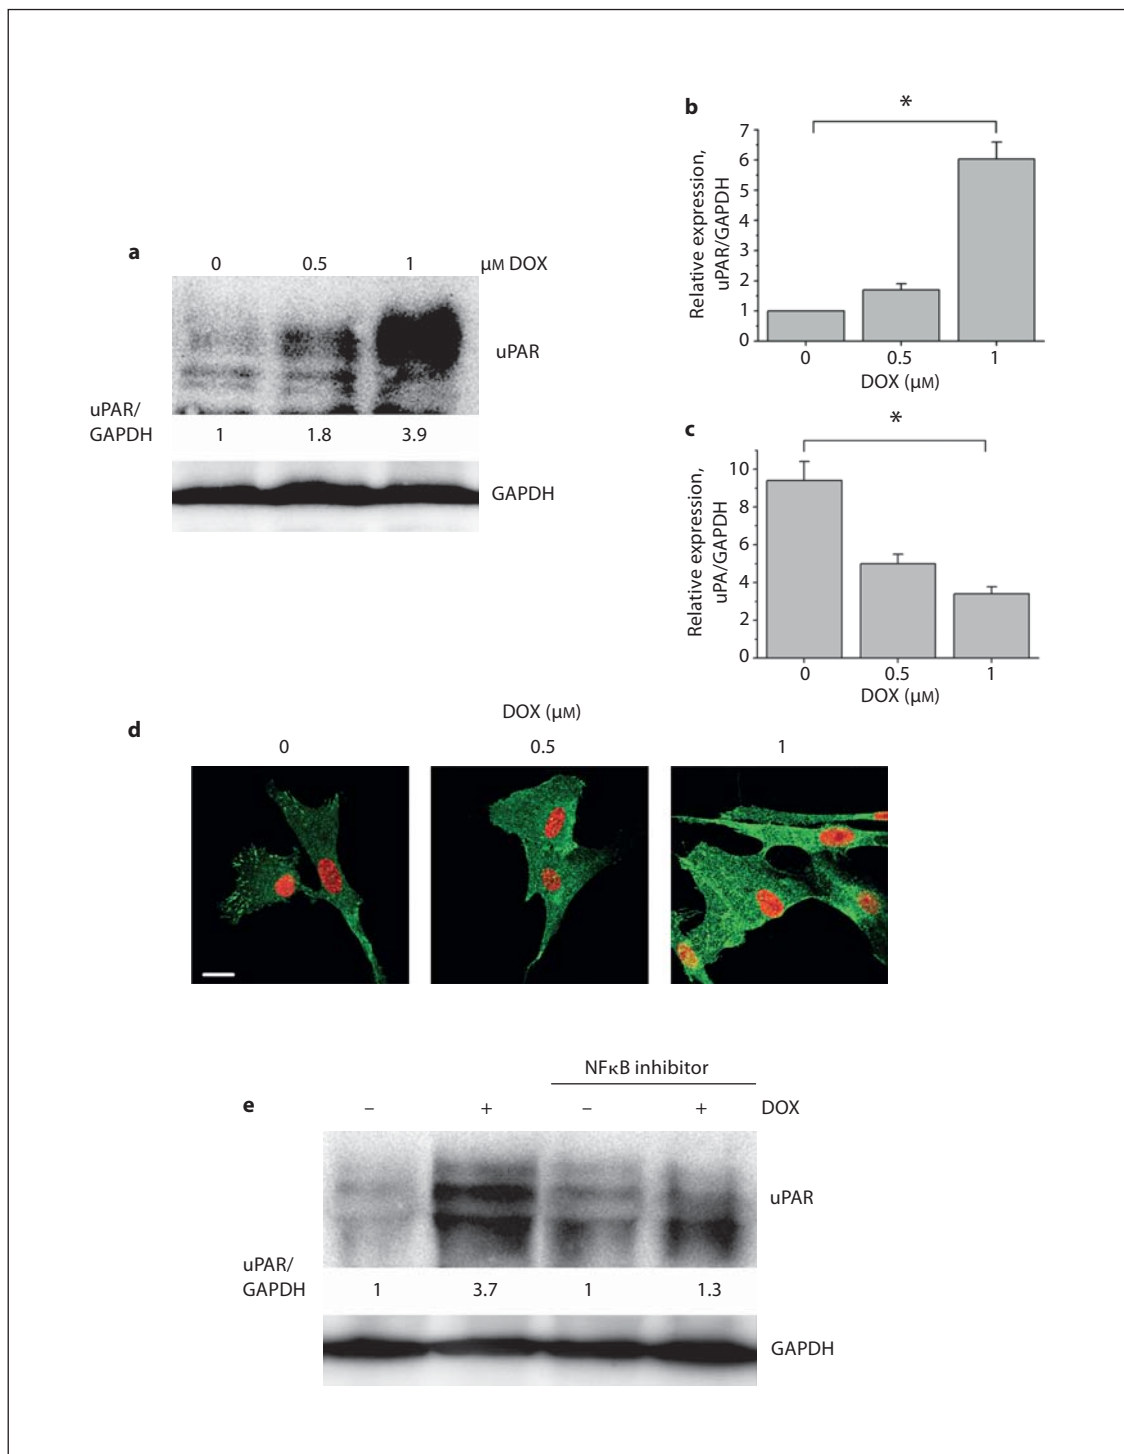 a
0 0.5 1 µM DOX
uPAR
uPAR/
GAPDH 1 1.8 3.9
GAPDH
b
*
Relative expression,
uPAR/GAPDH
7
6
5
4
3
2
1
0
0 0.5 1
DOX (µM)
c
*
Relative expression,
uPA/GAPDH
10
8
6
4
2
0
0 0.5 1
DOX (µM)
d
DOX (µM)
0 0.5 1
NFκB inhibitor
e – + – + DOX
uPAR
uPAR/
GAPDH 1 3.7 1 1.3
GAPDH